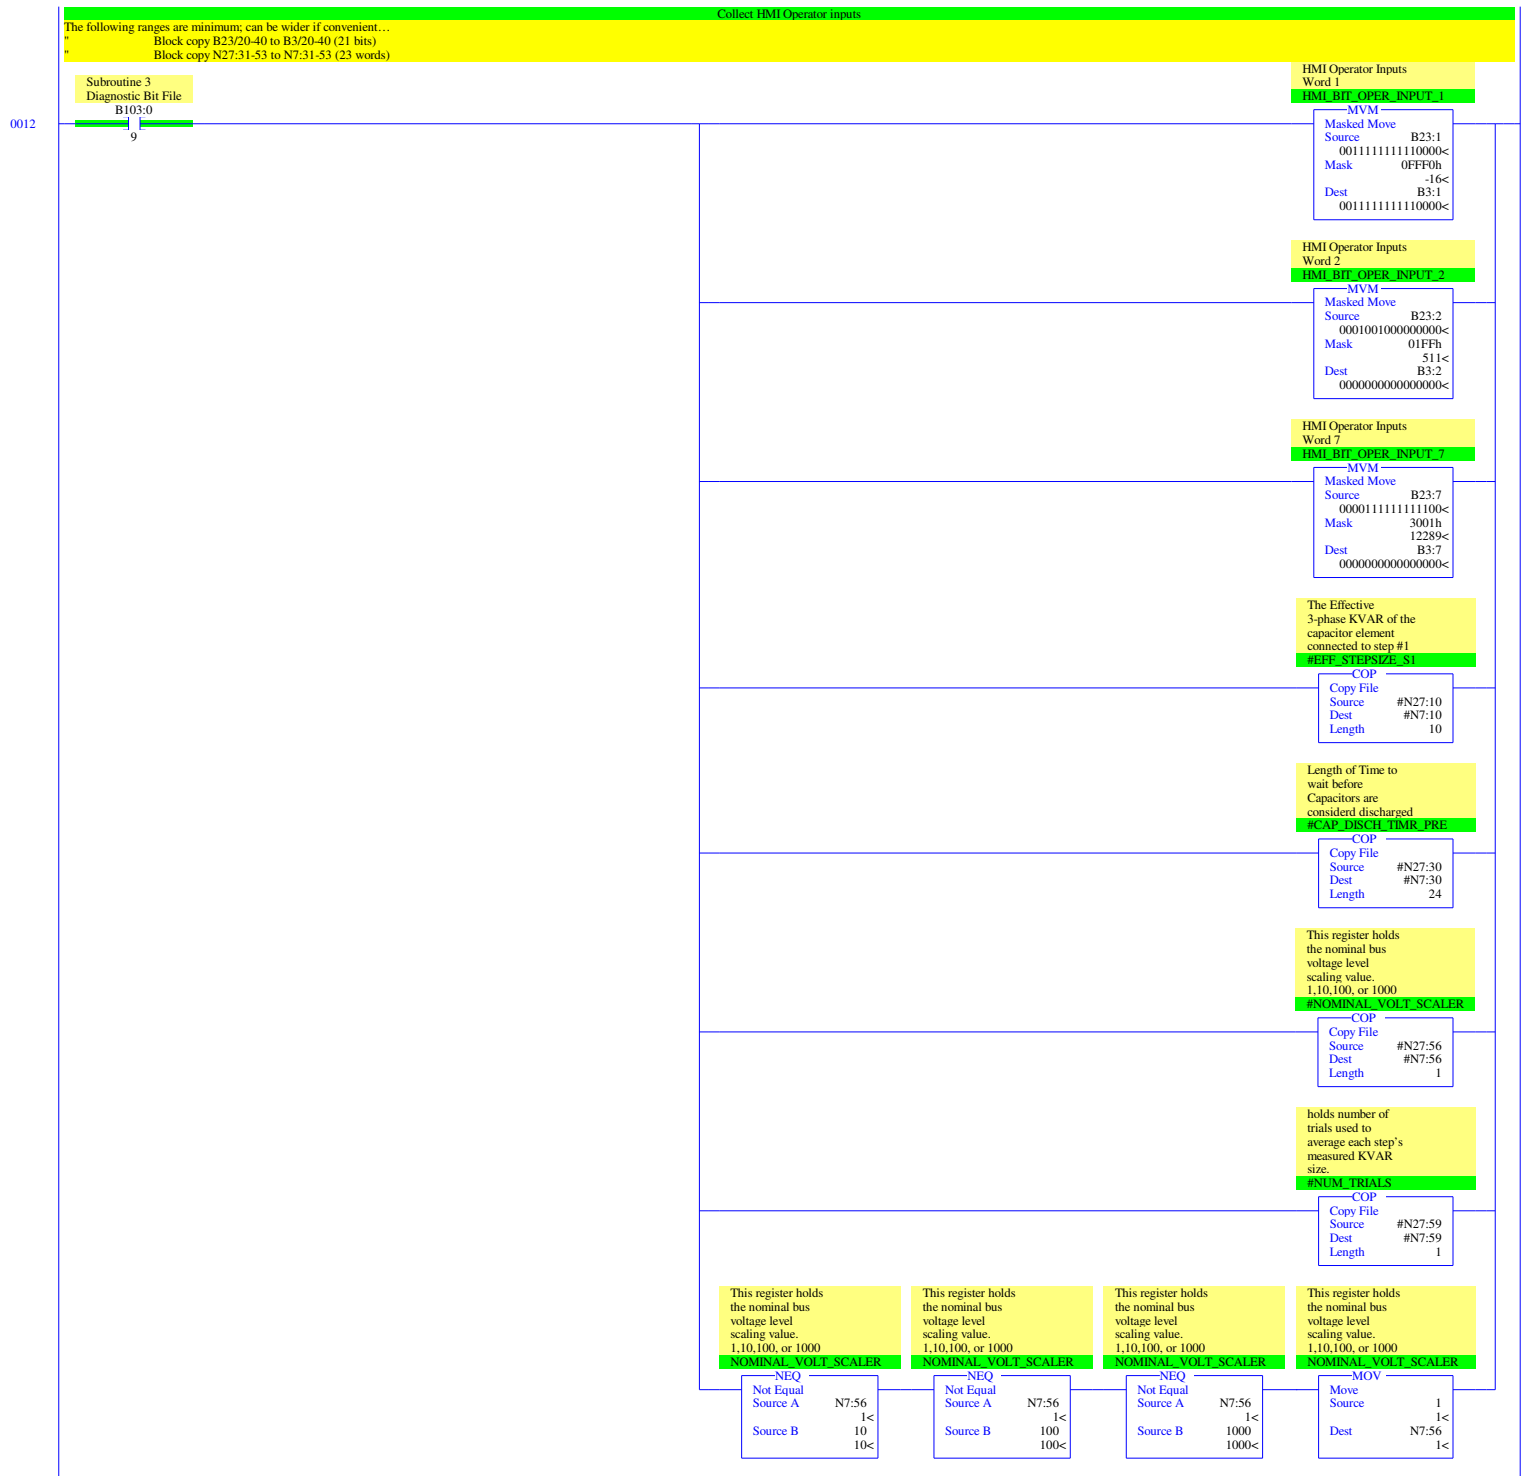 Collect HMI Operator inputs
The following ranges are minimum; can be wider if convenient…
" Block copy B23/20-40 to B3/20-40 (21 bits)
" Block copy N27:31-53 to N7:31-53 (23 words)
Subroutine 3
Diagnostic Bit File
B103:0
0012
9
HMI Operator Inputs
Word 1
HMI_BIT_OPER_INPUT_1
MVM
Masked Move
Source B23:1
0011111111110000<
Mask 0FFF0h
-16<
Dest B3:1
0011111111110000<
HMI Operator Inputs
Word 2
HMI_BIT_OPER_INPUT_2
MVM
Masked Move
Source B23:2
0001001000000000<
Mask 01FFh
511<
Dest B3:2
0000000000000000<
HMI Operator Inputs
Word 7
HMI_BIT_OPER_INPUT_7
MVM
Masked Move
Source B23:7
0000111111111100<
Mask 3001h
12289<
Dest B3:7
0000000000000000<
The Effective
3-phase KVAR of the
capacitor element
connected to step #1
#EFF_STEPSIZE_S1
COP
Copy File
Source #N27:10
Dest #N7:10
Length 10
Length of Time to
wait before
Capacitors are
considerd discharged
#CAP_DISCH_TIMR_PRE
COP
Copy File
Source #N27:30
Dest #N7:30
Length 24
This register holds
the nominal bus
voltage level
scaling value.
1,10,100, or 1000
#NOMINAL_VOLT_SCALER
COP
Copy File
Source #N27:56
Dest #N7:56
Length 1
holds number of
trials used to
average each step's
measured KVAR
size.
#NUM_TRIALS
COP
Copy File
Source #N27:59
Dest #N7:59
Length 1
This register holds
the nominal bus
voltage level
scaling value.
1,10,100, or 1000
NOMINAL_VOLT_SCALER
NEQ
Not Equal
Source A N7:56
1<
Source B 10
10<
This register holds
the nominal bus
voltage level
scaling value.
1,10,100, or 1000
NOMINAL_VOLT_SCALER
NEQ
Not Equal
Source A N7:56
1<
Source B 100
100<
This register holds
the nominal bus
voltage level
scaling value.
1,10,100, or 1000
NOMINAL_VOLT_SCALER
NEQ
Not Equal
Source A N7:56
1<
Source B 1000
1000<
This register holds
the nominal bus
voltage level
scaling value.
1,10,100, or 1000
NOMINAL_VOLT_SCALER
MOV
Move
Source 1
1<
Dest N7:56
1<